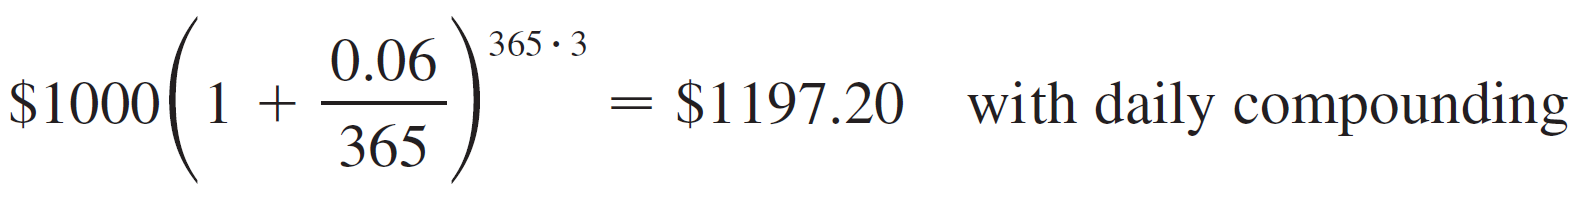 $1000(1 + 0.06/365)^(365 · 3) = $1197.20 with daily compounding